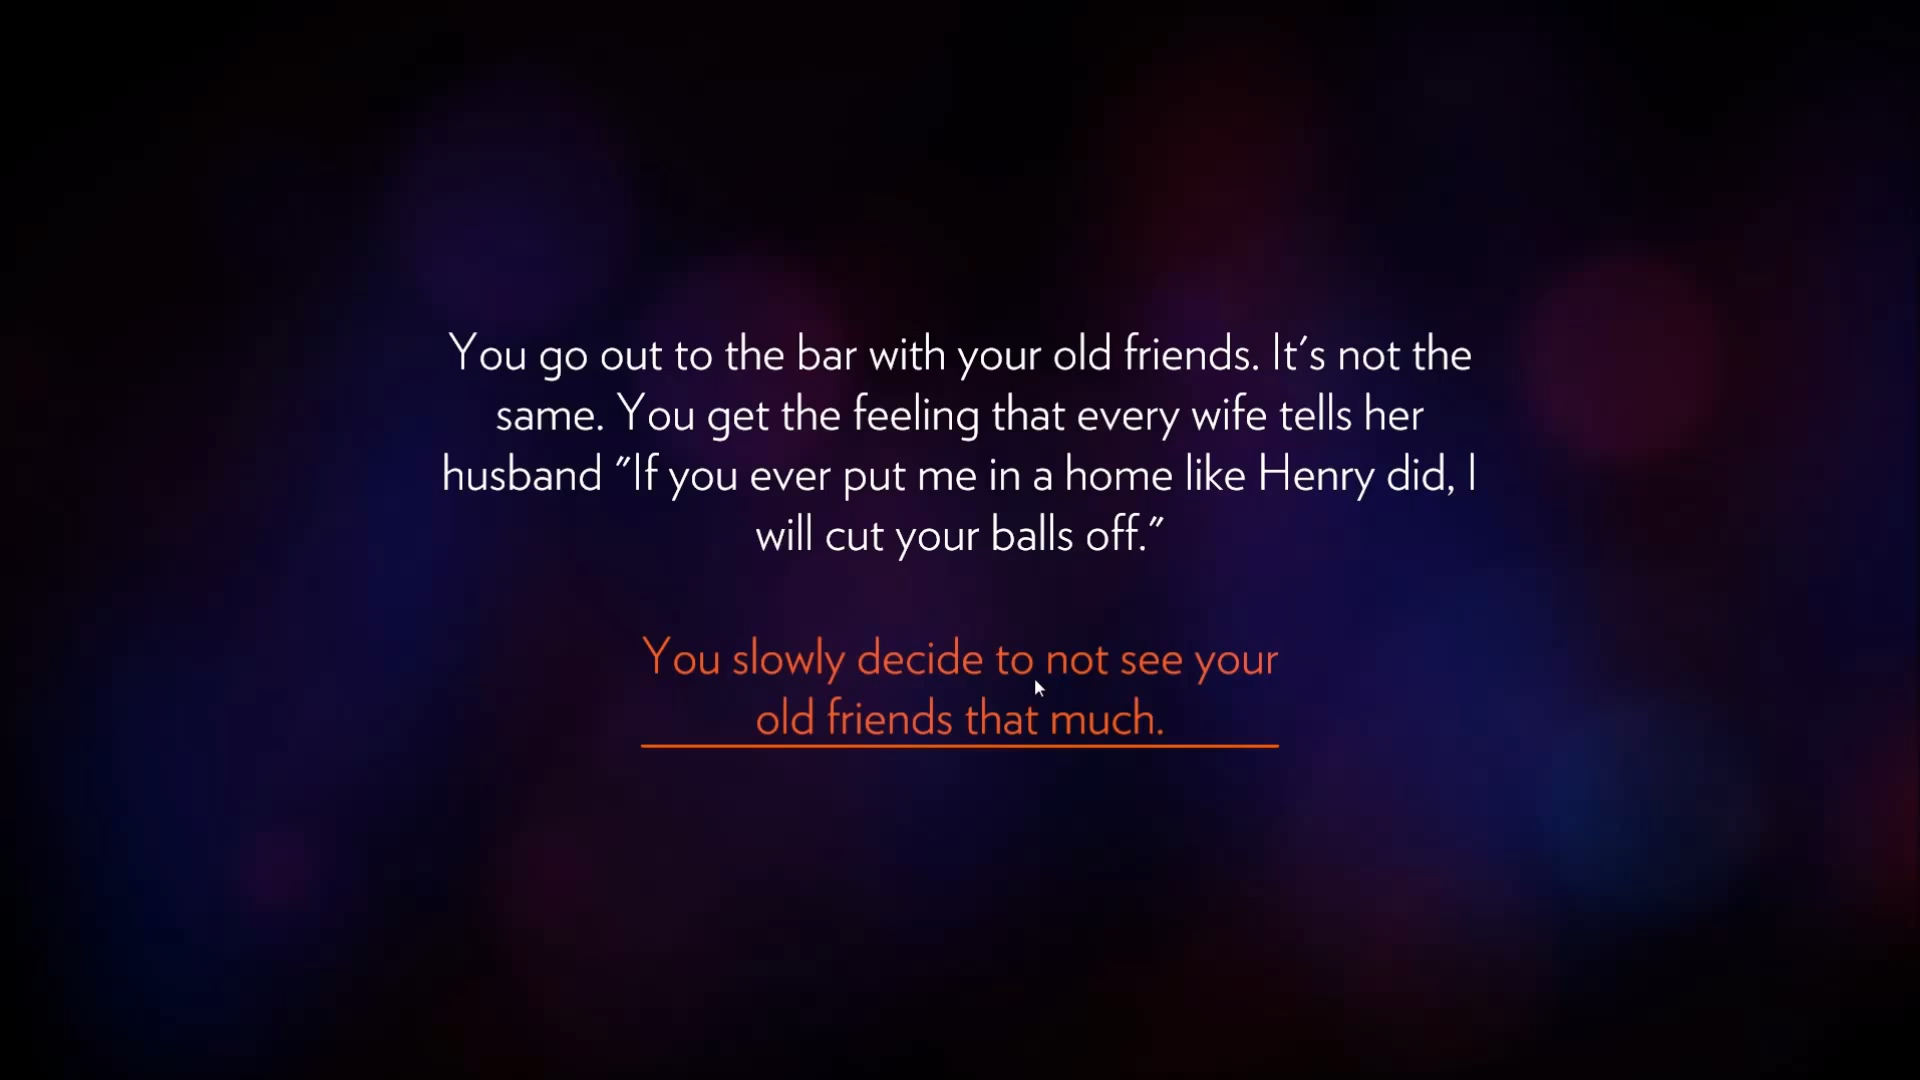 You go out to the bar with your old friends. It's not the
same. You get the feeling that every wife tells her
husband "If you ever put me in a home like Henry did, I
will cut your balls off."
You slowly decide to not see your
old friends that much.